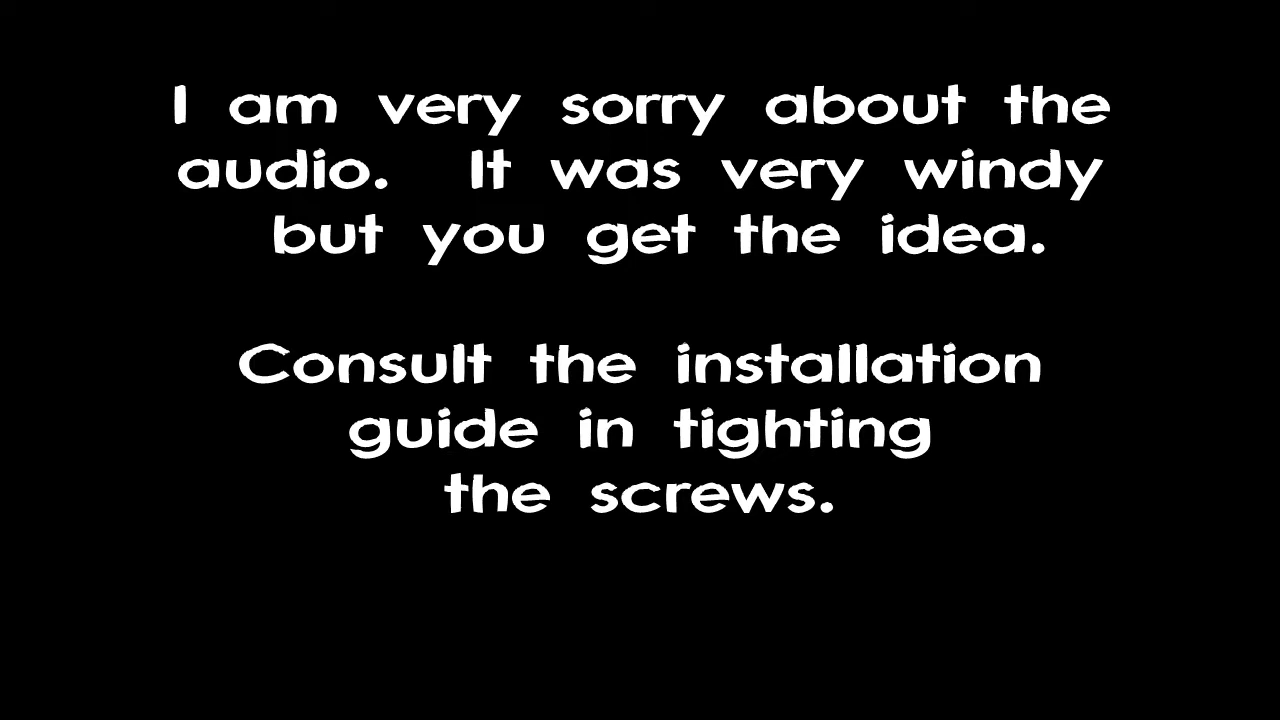 I am very sorry about the
audio. It was very windy
but you get the idea.
Consult the installation
guide in tighting
the screws.